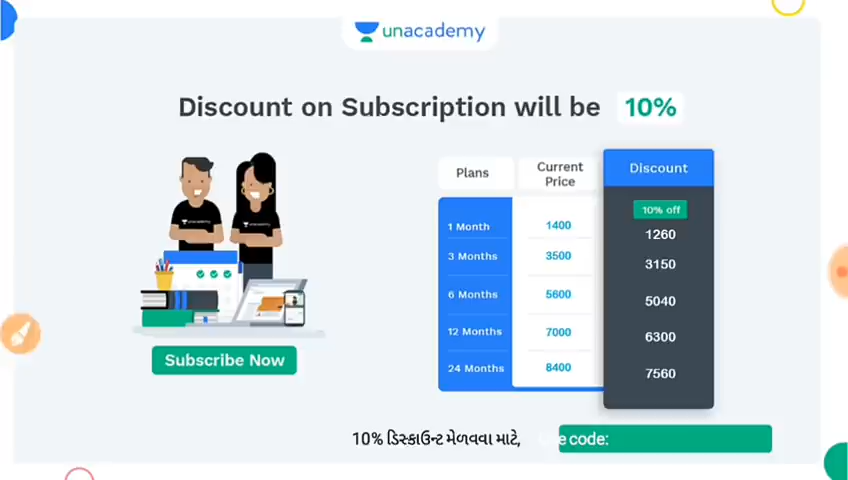 unacademy
Discount on Subscription will be 10%
Plans Current Price Discount
10% off
1 Month 1400 1260
3 Months 3500 3150
6 Months 5600 5040
12 Months 7000 6300
24 Months 8400 7560
unacademy
Subscribe Now
10% ડિસ્કાઉન્ટ મેળવવા માટે, code: